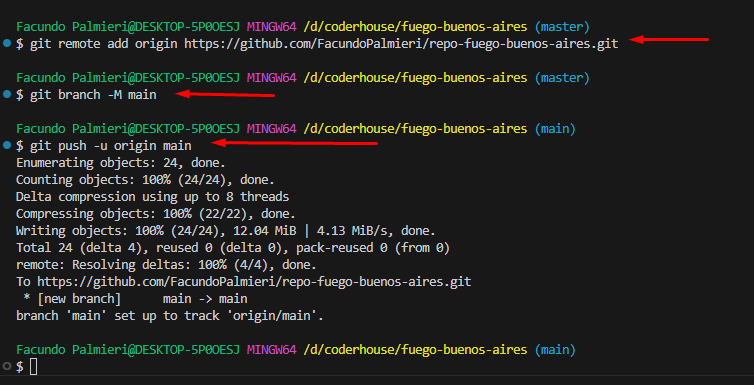 Facundo Palmieri@DESKTOP-5P0OESJ MINGW64 /d/coderhouse/fuego-buenos-aires (master)
$ git remote add origin https://github.com/FacundoPalmieri/repo-fuego-buenos-aires.git
Facundo Palmieri@DESKTOP-5P0OESJ MINGW64 /d/coderhouse/fuego-buenos-aires (master)
$ git branch -M main
Facundo Palmieri@DESKTOP-5P0OESJ MINGW64 /d/coderhouse/fuego-buenos-aires (main)
$ git push -u origin main
Enumerating objects: 24, done.
Counting objects: 100% (24/24), done.
Delta compression using up to 8 threads
Compressing objects: 100% (22/22), done.
Writing objects: 100% (24/24), 12.04 MiB | 4.13 MiB/s, done.
Total 24 (delta 4), reused 0 (delta 0), pack-reused 0 (from 0)
remote: Resolving deltas: 100% (4/4), done.
To https://github.com/FacundoPalmieri/repo-fuego-buenos-aires.git
 * [new branch]      main -> main
branch 'main' set up to track 'origin/main'.
Facundo Palmieri@DESKTOP-5P0OESJ MINGW64 /d/coderhouse/fuego-buenos-aires (main)
$